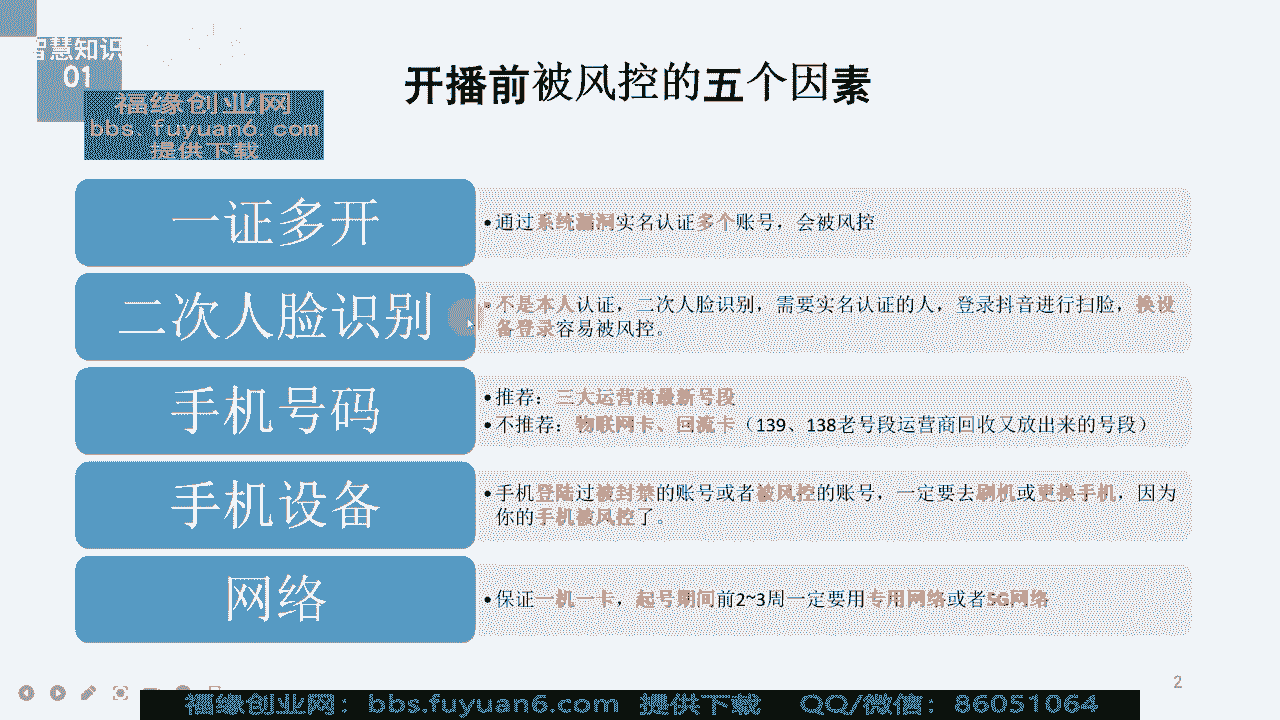 智慧知识
01
福缘创业网
bbs. fuyuan6. com
提供下载
开播前被风控的五个因素
一证多开
•通过系统漏洞实名认证多个账号，会被风控
二次人脸识别
•不是本人认证，二次人脸识别，需要实名认证的人，登录抖音进行扫脸，换设
备登录容易被风控。
手机号码
•推荐：三大运营商最新号段
•不推荐：物联网卡、回流卡（139、138老号段运营商回收又放出来的号段）
手机设备
•手机登陆过被封禁的账号或者被风控的账号，一定要去刷机或更换手机，因为
你的手机被风控了。
网络
•保证一机一卡，起号期间前2~3周一定要用专用网络或者5G网络
2
福缘创业网：bbs.fuyuan6.com 提供下载 QQ/微信：86051064